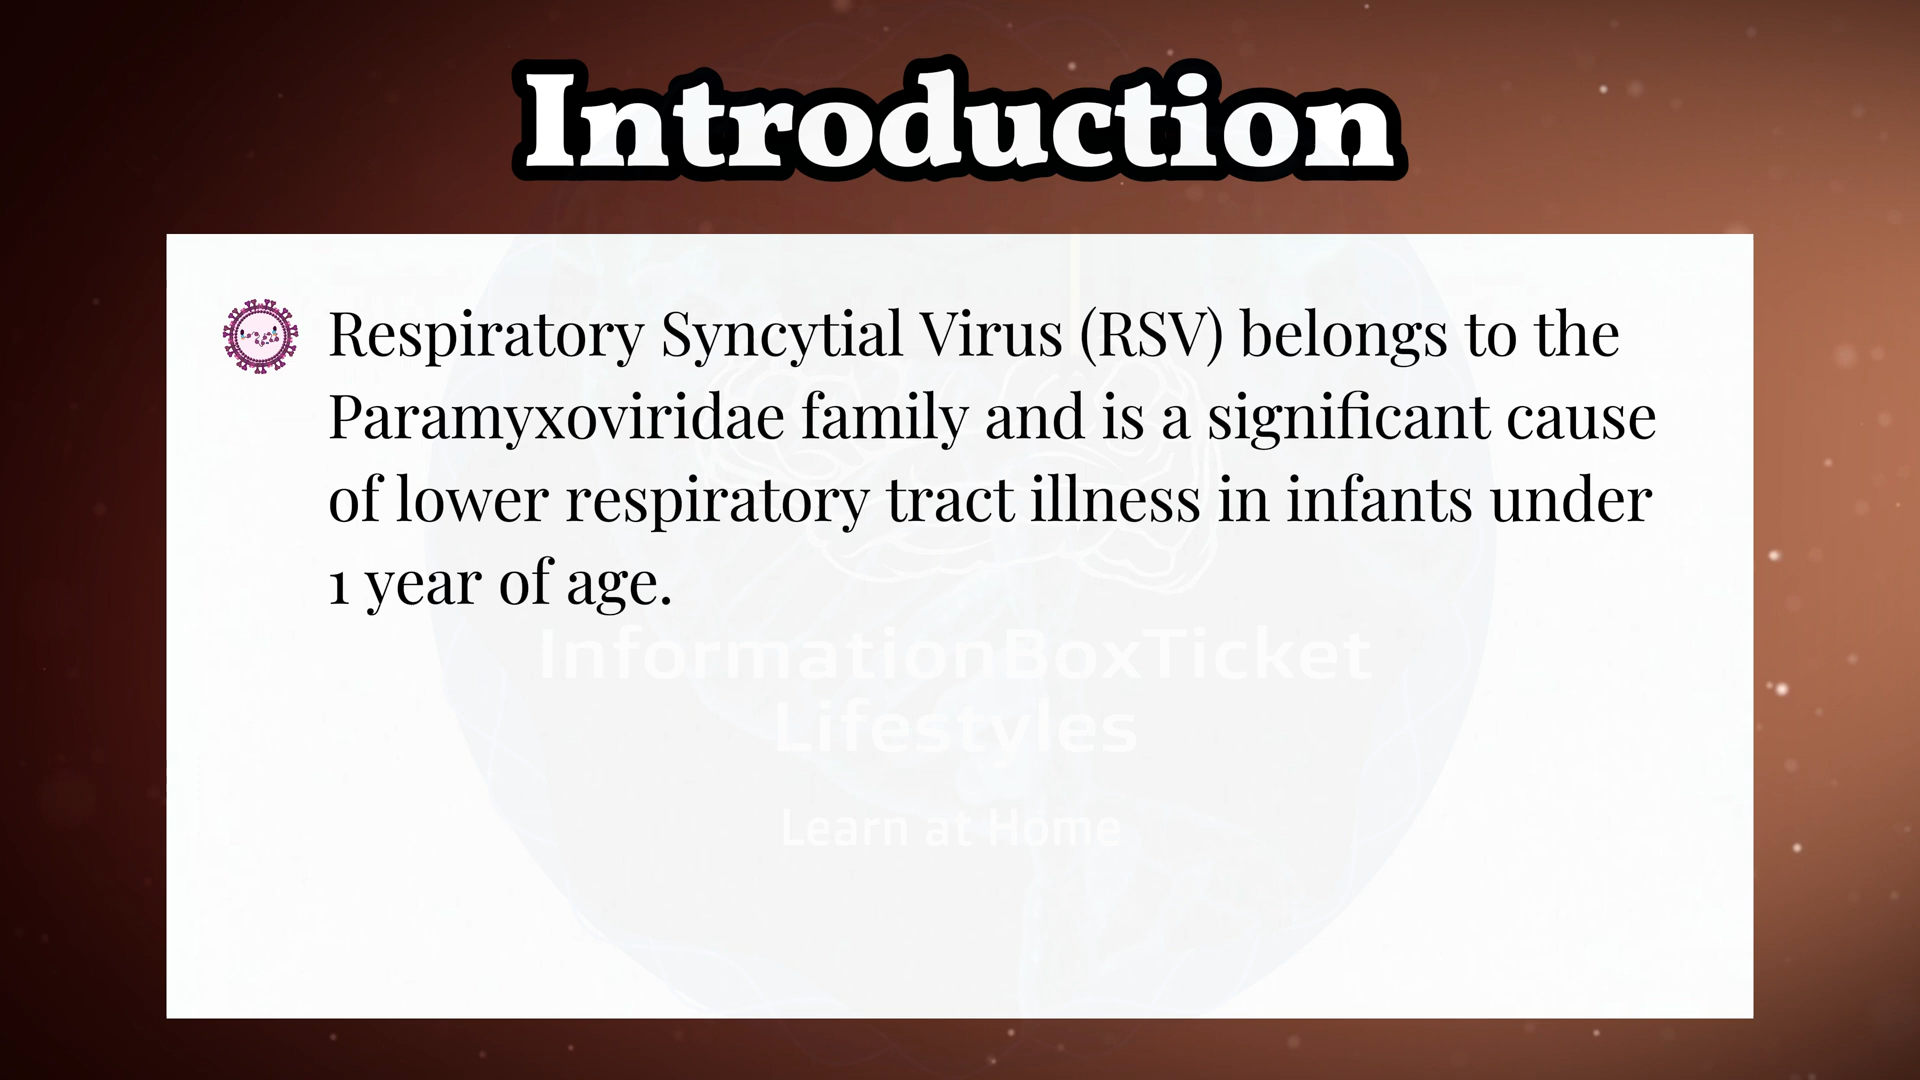 Introduction
Respiratory Syncytial Virus (RSV) belongs to the
Paramyxoviridae family and is a significant cause
of lower respiratory tract illness in infants under
1 year of age.
InformationBoxTicket
Lifestyles
Learn at Home